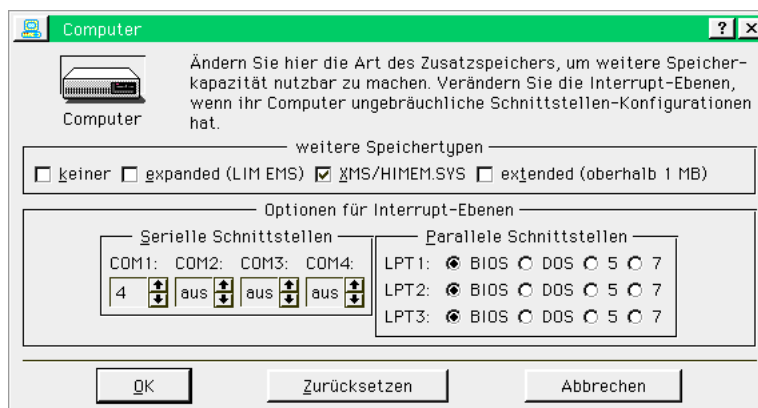 Computer
Ändern Sie hier die Art des Zusatzspeichers, um weitere Speicher-
kapazität nutzbar zu machen. Verändern Sie die Interrupt-Ebenen,
wenn ihr Computer ungebräuchliche Schnittstellen-Konfigurationen
hat.
Computer
weitere Speichertypen
keiner expanded (LIM EMS) XMS/HIMEM.SYS extended (oberhalb 1 MB)
Optionen für Interrupt-Ebenen
Serielle Schnittstellen
COM1: COM2: COM3: COM4:
4 aus aus aus
Parallele Schnittstellen
LPT1: BIOS DOS 5 7
LPT2: BIOS DOS 5 7
LPT3: BIOS DOS 5 7
OK Zurücksetzen Abbrechen